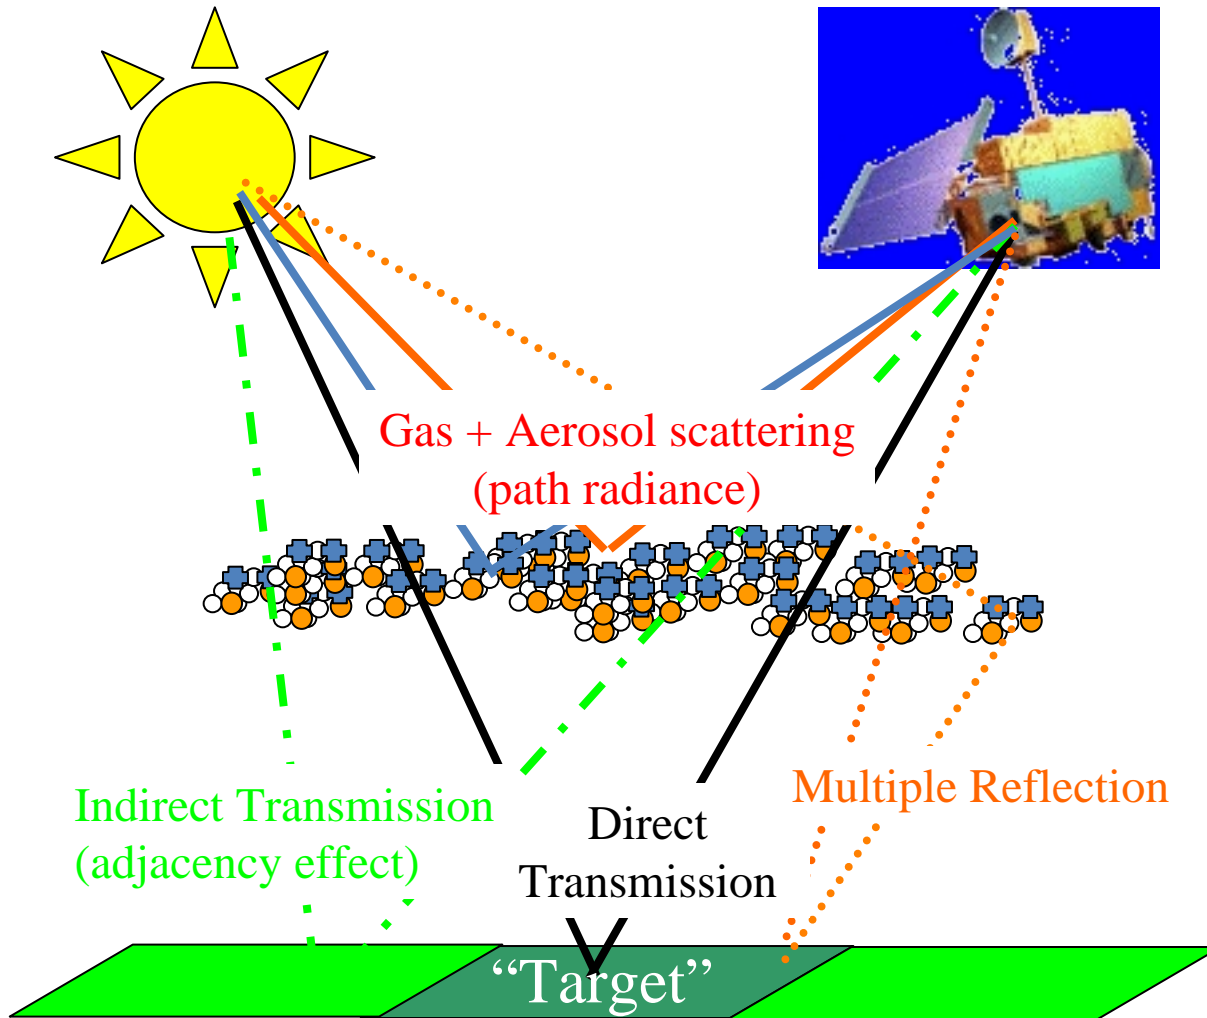 Gas + Aerosol scattering
(path radiance)
Indirect Transmission
(adjacency effect)
Direct
Transmission
Multiple Reflection
“Target”